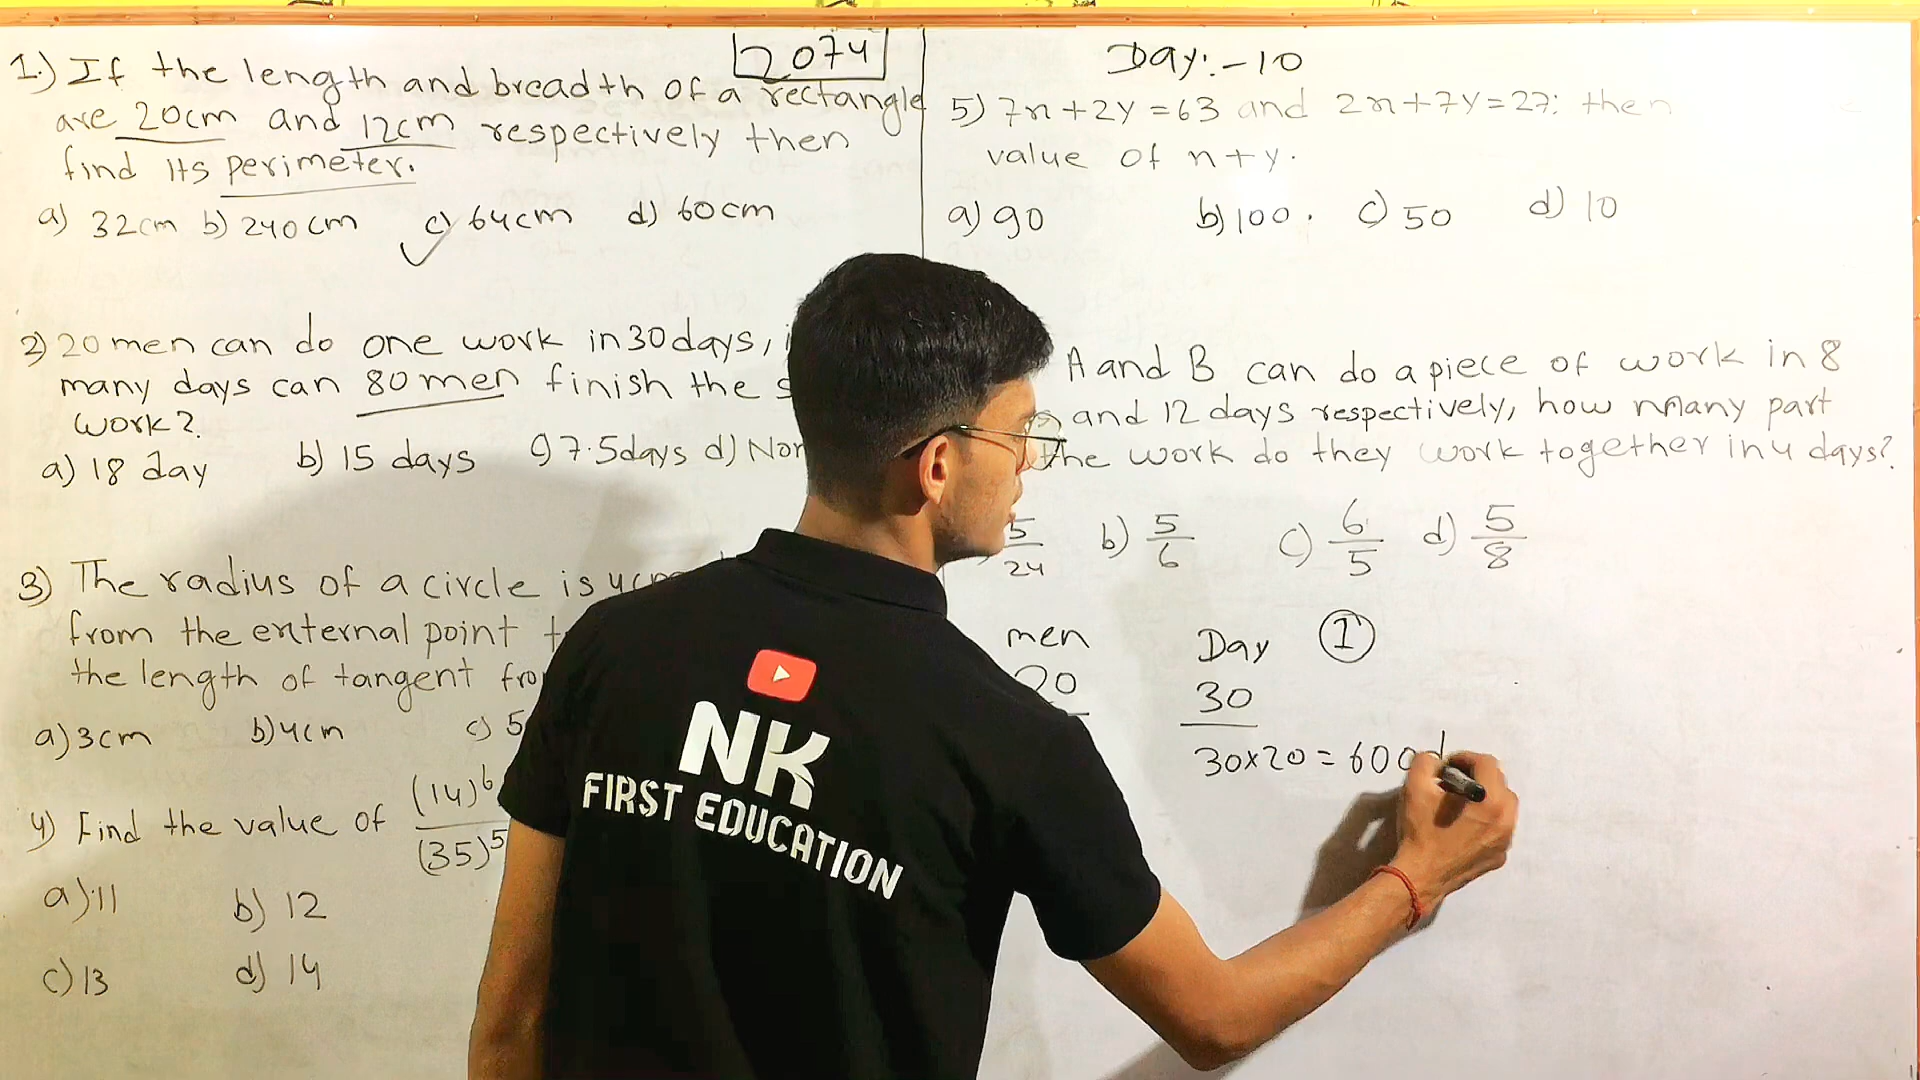 2074
1.) If the length and breadth of a rectangle
are 20cm and 12cm respectively then
find its perimeter.
a) 32cm b) 240cm c) 64cm d) 60cm
2) 20 men can do one work in 30 days,
many days can 80 men finish the
work?
a) 18 day b) 15 days c) 7.5 days d)
3) The radius of a circle is 4cm
from the external point
the length of tangent
a) 3cm b) 4cm c) 5
4) Find the value of (14)^6
(35)^5
a) 11 b) 12
c) 13 d) 14
Day:-10
5) 7x+2y=63 and 2x+7y=27: then
value of x+y.
a) 90 b) 100. c) 50 d) 10
A and B can do a piece of work in 8
and 12 days respectively, how many part
the work do they work together in 4 days?
5/24 b) 5/6 c) 6/5 d) 5/8
men Day 1
20 30
30×20=600
NK
FIRST EDUCATION